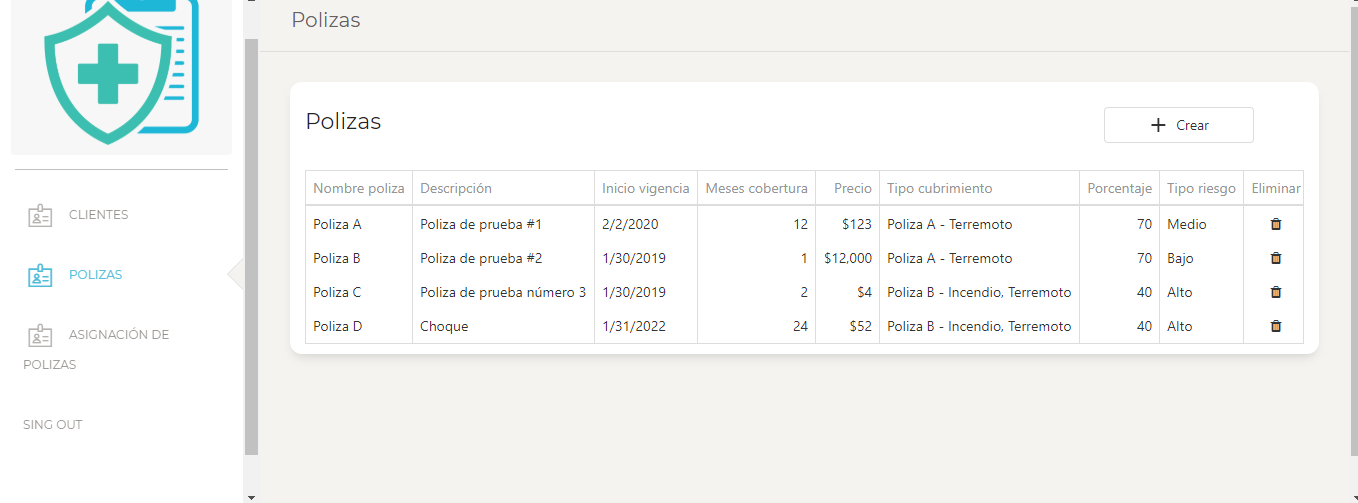 Polizas
CLIENTES
POLIZAS
ASIGNACIÓN DE
POLIZAS
SING OUT
Polizas
Crear
Nombre poliza Descripción Inicio vigencia Meses cobertura Precio Tipo cubrimiento Porcentaje Tipo riesgo Eliminar
Poliza A Poliza de prueba #1 2/2/2020 12 $123 Poliza A - Terremoto 70 Medio
Poliza B Poliza de prueba #2 1/30/2019 1 $12,000 Poliza A - Terremoto 70 Bajo
Poliza C Poliza de prueba número 3 1/30/2019 2 $4 Poliza B - Incendio, Terremoto 40 Alto
Poliza D Choque 1/31/2022 24 $52 Poliza B - Incendio, Terremoto 40 Alto